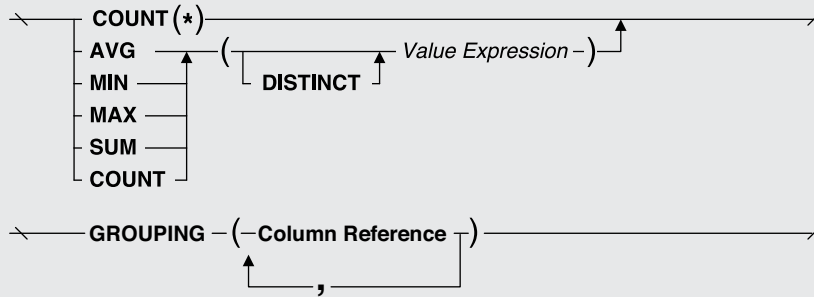 COUNT(*)
AVG ( Value Expression )
MIN DISTINCT
MAX
SUM
COUNT
GROUPING ( Column Reference )
,